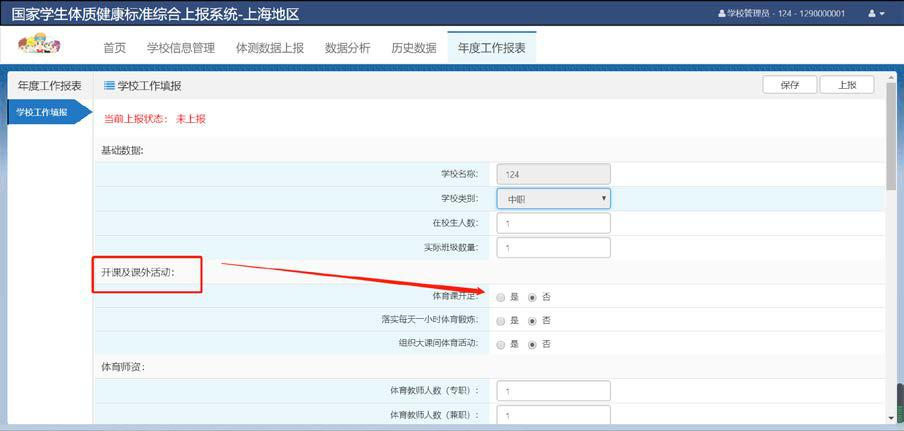 国家学生体质健康标准综合上报系统-上海地区
学校管理员 - 124 - 1290000001
首页 学校信息管理 体测数据上报 数据分析 历史数据 年度工作报表
年度工作报表
学校工作填报
学校工作填报
保存 上报
当前上报状态: 未上报
基础数据:
学校名称: 124
学校类别: 中职
在校生人数: 1
实际班级数量: 1
开课及课外活动:
体育课开足: 是 否
落实每天一小时体育锻炼: 是 否
组织大课间体育活动: 是 否
体育师资:
体育教师人数（专职）: 1
体育教师人数（兼职）: 1